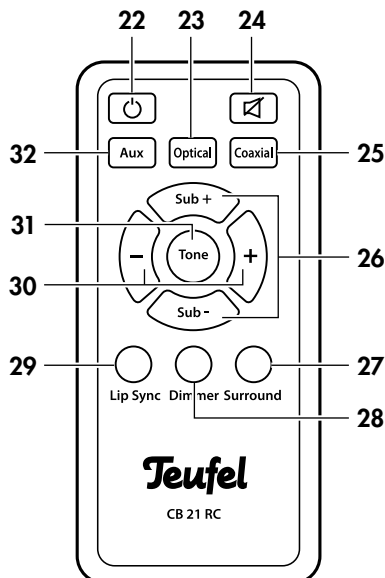 22 23 24
32 Aux Optical Coaxial 25
Sub +
31 Tone
- +
30 26
Sub -
29 27
Lip Sync Dimmer Surround
28
Teufel
CB 21 RC